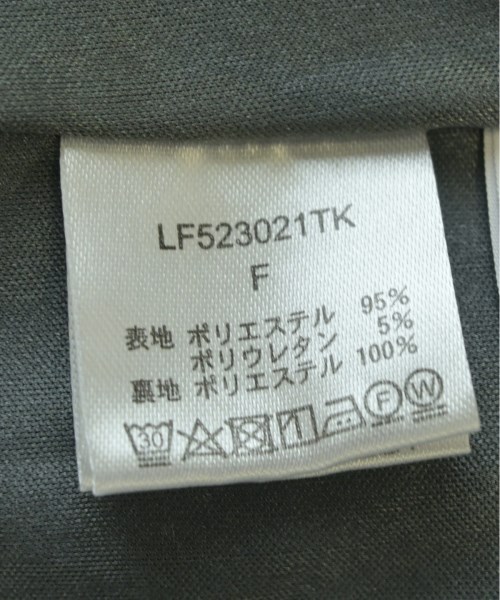 LF523021TK
F
表地 ポリエステル 95%
ポリウレタン 5%
裏地 ポリエステル 100%
30 F W